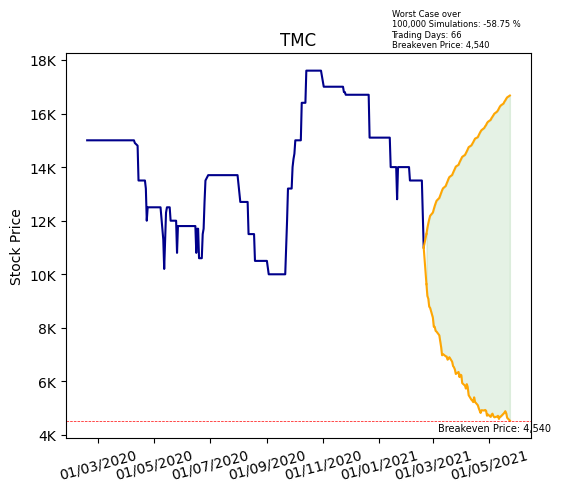 Worst Case over
100,000 Simulations: -58.75 %
Trading Days: 66
Breakeven Price: 4,540
TMC
Stock Price
18K
16K
14K
12K
10K
8K
6K
4K
Breakeven Price: 4,540
01/03/2020 01/05/2020 01/07/2020 01/09/2020 01/11/2020 01/01/2021 01/03/2021 01/05/2021